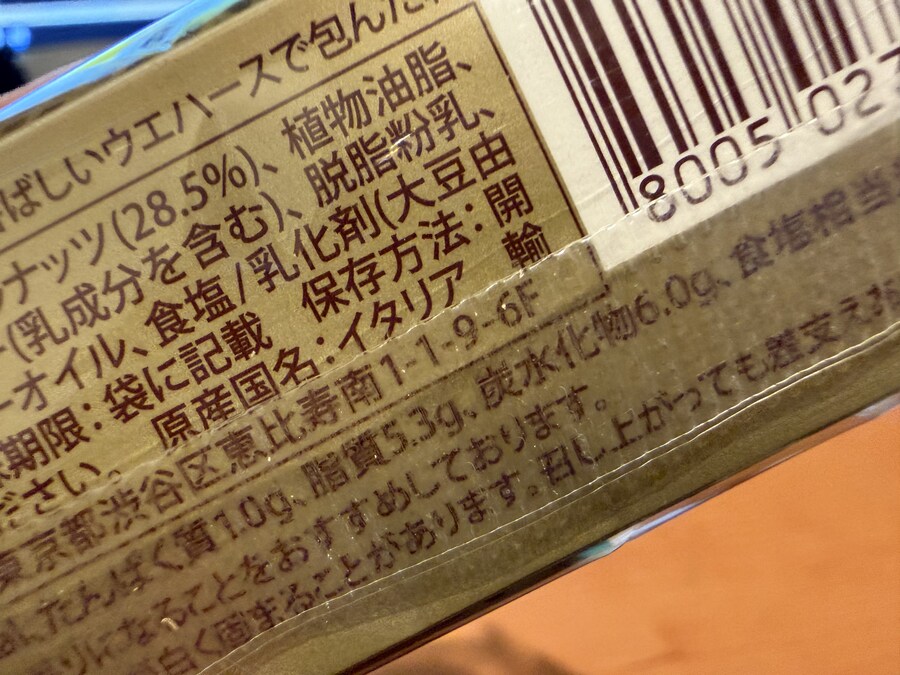 ばしいウエハースで包んだ
ナッツ(28.5%)、植物油脂、
(乳成分を含む)、脱脂粉乳、
ーオイル、食塩/乳化剤(大豆由
期限:袋に記載 保存方法:開
ださい。 原産国名:イタリア 輸
東京都渋谷区恵比寿南1-1-9-6F
たんぱく質1.0g、脂質5.3g、炭水化物6.0g、食塩相当
になることをおすすめしております。
白く固まることがあります。召し上がっても差支え
8005 02